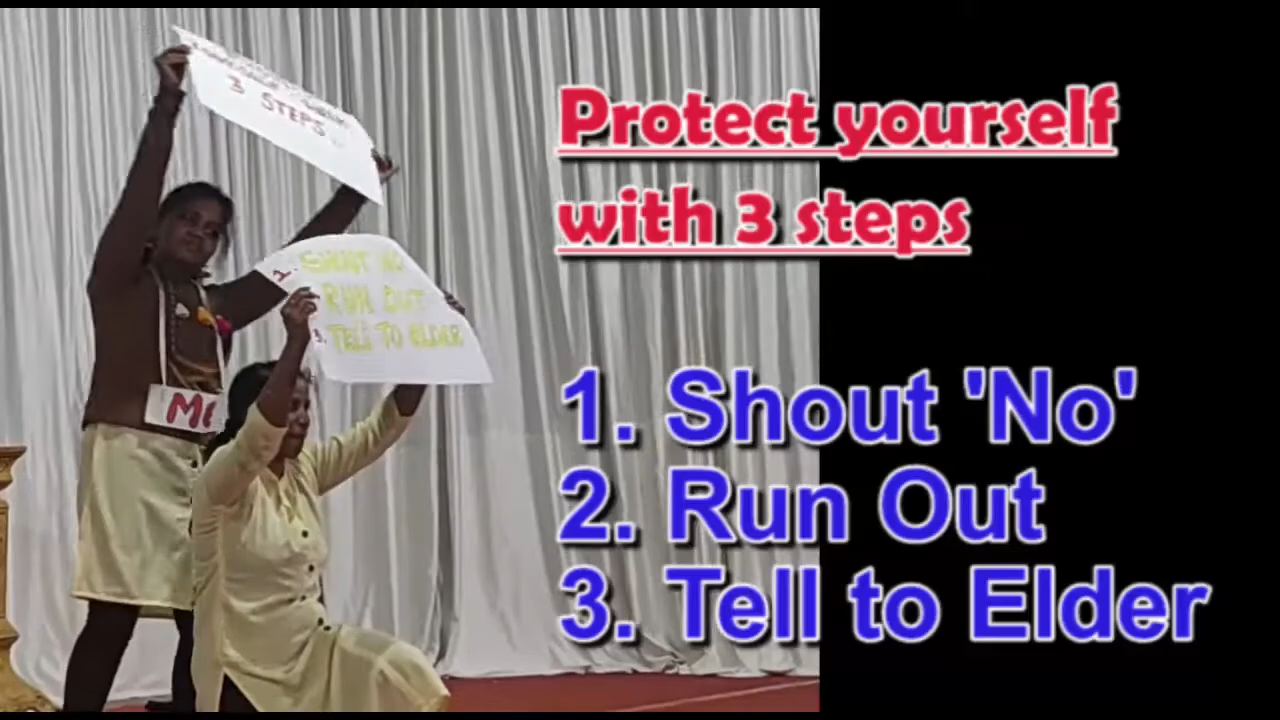 3 STEPS
1. SHOUT NO
RUN OUT
3. TELL TO ELDER
Protect yourself
with 3 steps
1. Shout 'No'
2. Run Out
3. Tell to Elder